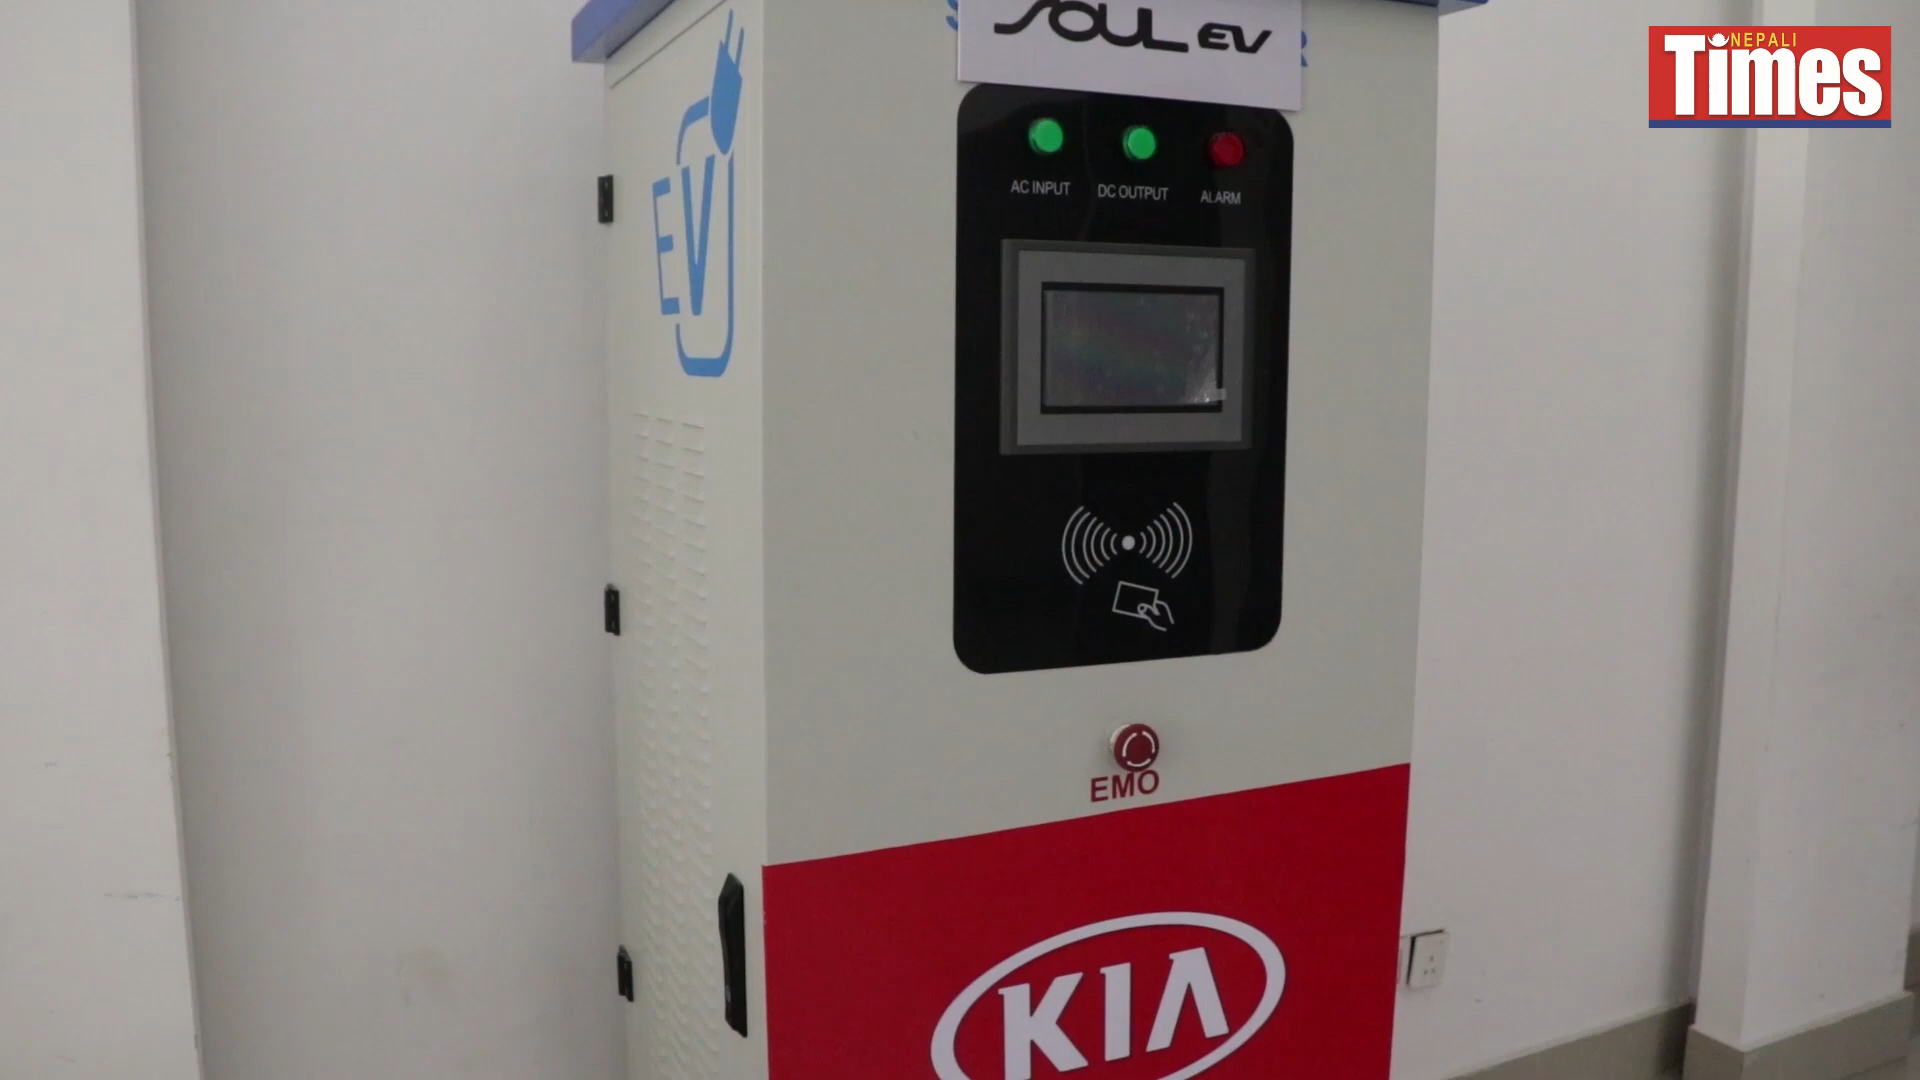 SOUL EV
NEPALI
Times
AC INPUT
DC OUTPUT
ALARM
EV
EMO
KIA